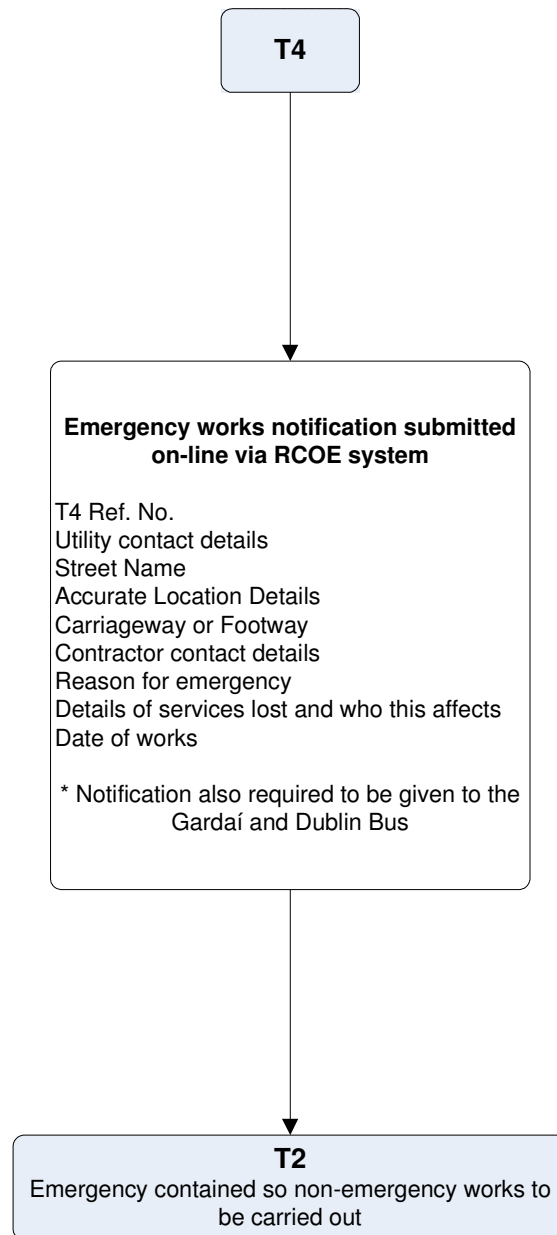 T4
Emergency works notification submitted
on-line via RCOE system
T4 Ref. No.
Utility contact details
Street Name
Accurate Location Details
Carriageway or Footway
Contractor contact details
Reason for emergency
Details of services lost and who this affects
Date of works
* Notification also required to be given to the
Gardaí and Dublin Bus
T2
Emergency contained so non-emergency works to
be carried out